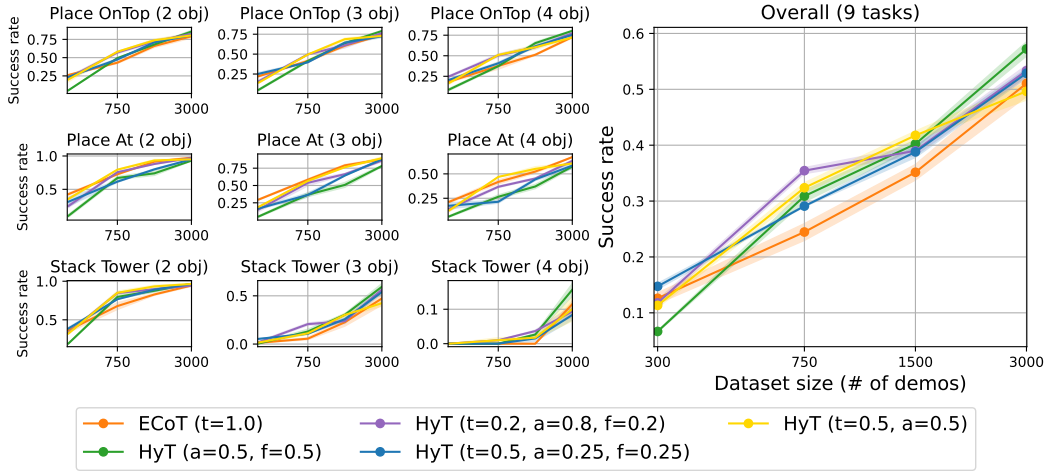 Place OnTop (2 obj)
Place OnTop (3 obj)
Place OnTop (4 obj)
Success rate
0.75
0.50
0.25
750
3000
0.75
0.50
0.25
750
3000
0.75
0.50
0.25
750
3000
Place At (2 obj)
Place At (3 obj)
Place At (4 obj)
Success rate
1.0
0.5
750
3000
0.75
0.50
0.25
750
3000
0.50
0.25
750
3000
Stack Tower (2 obj)
Stack Tower (3 obj)
Stack Tower (4 obj)
Success rate
1.0
0.5
750
3000
0.5
0.0
750
3000
0.1
0.0
750
3000
Overall (9 tasks)
Success rate
0.6
0.5
0.4
0.3
0.2
0.1
300
750
1500
3000
Dataset size (# of demos)
ECoT (t=1.0)
HyT (a=0.5, f=0.5)
HyT (t=0.2, a=0.8, f=0.2)
HyT (t=0.5, a=0.25, f=0.25)
HyT (t=0.5, a=0.5)